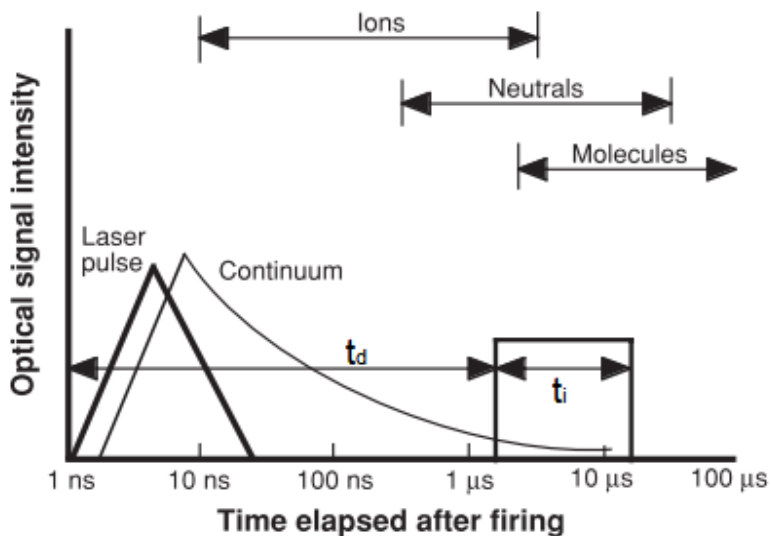 Ions
Neutrals
Molecules
Optical signal intensity
Laser
pulse
Continuum
td
ti
1 ns
10 ns
100 ns
1 μs
10 μs
100 μs
Time elapsed after firing